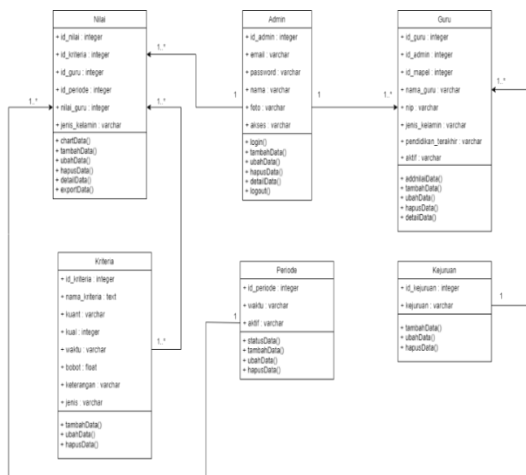 Nilai
+ id_nilai : integer
+ id_kriteria : integer
+ id_guru : integer
+ id_periode : integer
+ nilai_guru : integer
+ jenis_kelamin : varchar
+ chartData()
+ tambahData()
+ ubahData()
+ hapusData()
+ detailData()
+ exportData()
1..*
1..*
1..*
Admin
+ id_admin : integer
+ email : varchar
+ password : varchar
+ nama : varchar
+ foto : varchar
+ akses : varchar
+ login()
+ tambahData()
+ ubahData()
+ hapusData()
+ detailData()
+ logout()
1
1
Guru
+ id_guru : integer
+ id_admin : integer
+ id_mapel : integer
+ nama_guru : varchar
+ nip : varchar
+ jenis_kelamin : varchar
+ pendidikan_terakhir : varchar
+ aktif : varchar
+ addnilaiData()
+ tambahData()
+ ubahData()
+ hapusData()
+ detailData()
1..*
1..*
Kriteria
+ id_kriteria : integer
+ nama_kriteria : text
+ kuant : varchar
+ kual : integer
+ waktu : varchar
+ bobot : float
+ keterangan : varchar
+ jenis : varchar
+ tambahData()
+ ubahData()
+ hapusData()
1..*
Periode
+ id_periode : integer
+ waktu : varchar
+ aktif : varchar
+ statusData()
+ tambahData()
+ ubahData()
+ hapusData()
1
Kejuruan
+ id_kejuruan : integer
+ kejuruan : varchar
+ tambahData()
+ ubahData()
+ hapusData()
1